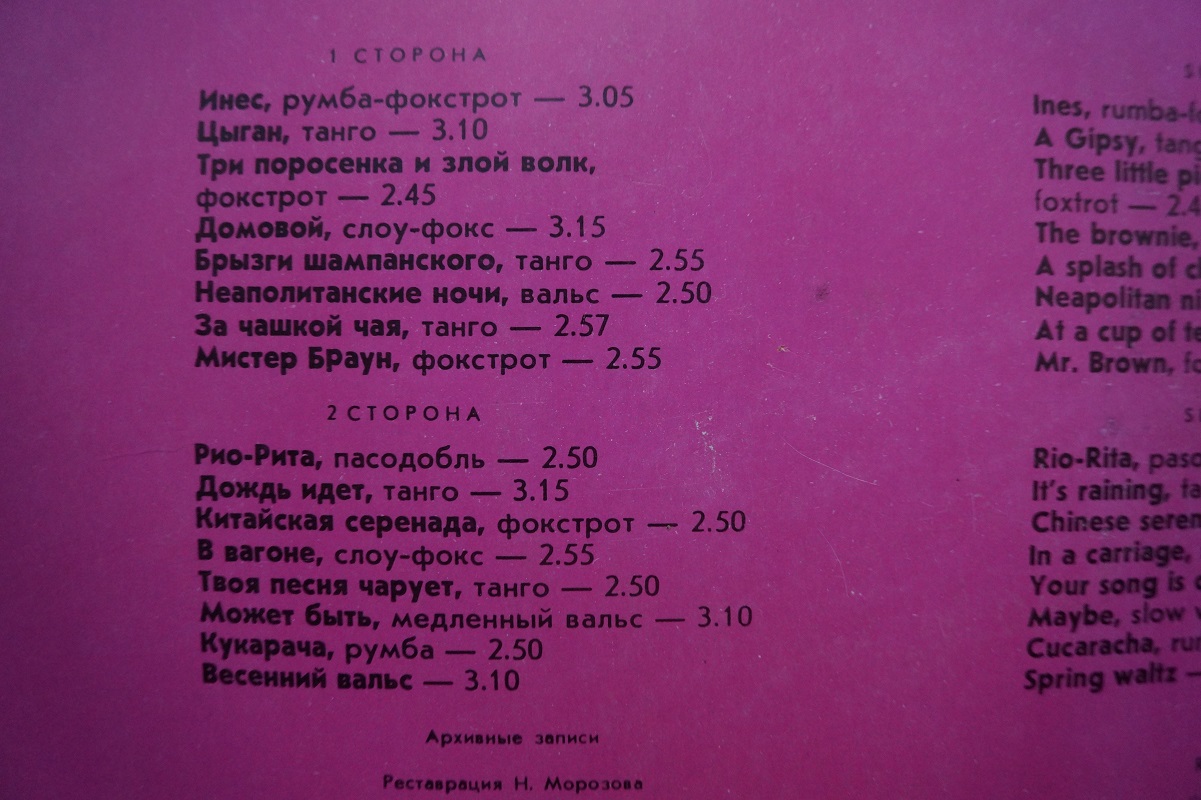 1 СТОРОНА
Инес, румба-фокстрот — 3.05
Цыган, танго — 3.10
Три поросенка и злой волк,
фокстрот — 2.45
Домовой, слоу-фокс — 3.15
Брызги шампанского, танго — 2.55
Неаполитанские ночи, вальс — 2.50
За чашкой чая, танго — 2.57
Мистер Браун, фокстрот — 2.55
2 СТОРОНА
Рио-Рита, пасодобль — 2.50
Дождь идет, танго — 3.15
Китайская серенада, фокстрот — 2.50
В вагоне, слоу-фокс — 2.55
Твоя песня чарует, танго — 2.50
Может быть, медленный вальс — 3.10
Кукарача, румба — 2.50
Весенний вальс — 3.10
Архивные записи
Реставрация Н. Морозова
Ines,
A Gipsy,
Three little
foxtrot —
The brownie,
A splash of
Neapolitan
At a cup of
Mr. Brown,
Rio-Rita,
It's raining,
Chinese
In a carriage,
Your song is
Maybe, slow
Cucaracha,
Spring waltz —